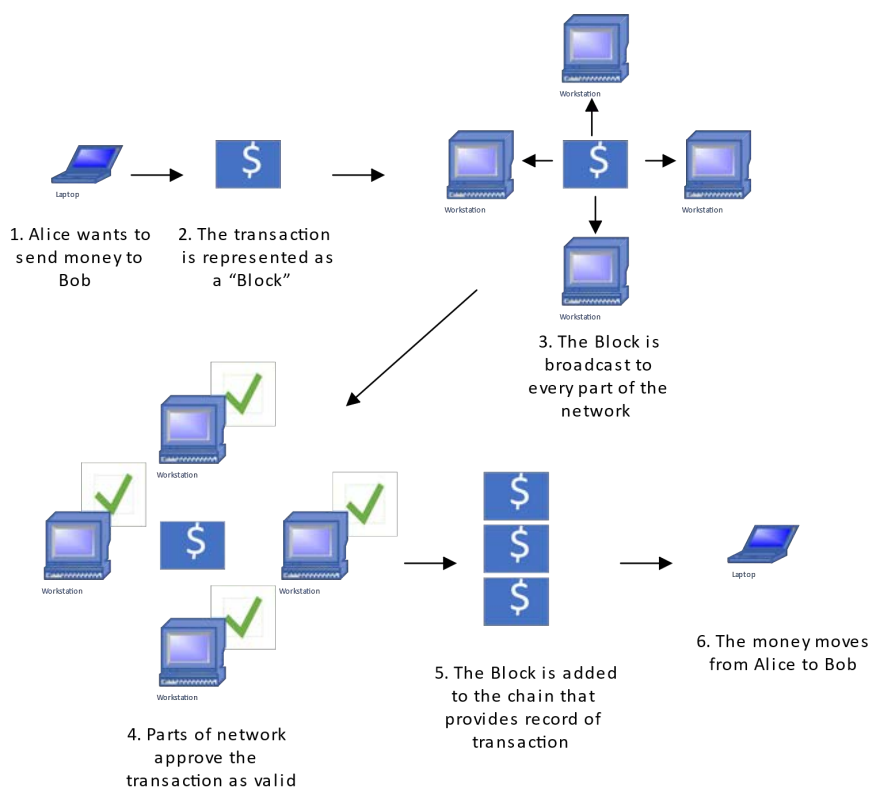 Workstation
$
Workstation
Workstation
Laptop
Workstation
1. Alice wants to
send money to
Bob
2. The transaction
is represented as
a “Block”
3. The Block is
broadcast to
every part of the
network
Workstation
Workstation
$
Workstation
Workstation
4. Parts of network
approve the
transaction as valid
$
$
$
5. The Block is added
to the chain that
provides record of
transaction
Laptop
6. The money moves
from Alice to Bob
$